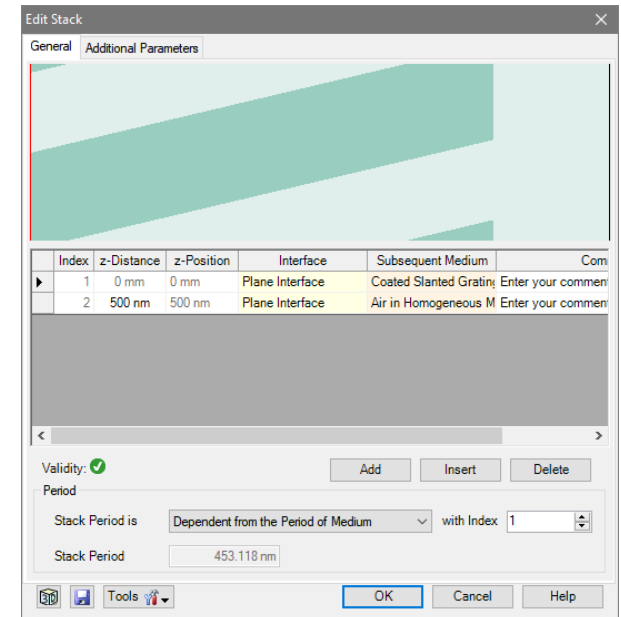 Edit Stack
General Additional Parameters
Index z-Distance z-Position Interface Subsequent Medium Com
1 0 mm 0 mm Plane Interface Coated Slanted Grating Enter your commen
2 500 nm 500 nm Plane Interface Air in Homogeneous M Enter your commen
Validity:
Add Insert Delete
Period
Stack Period is Dependent from the Period of Medium with Index 1
Stack Period 453.118 nm
3D Tools OK Cancel Help